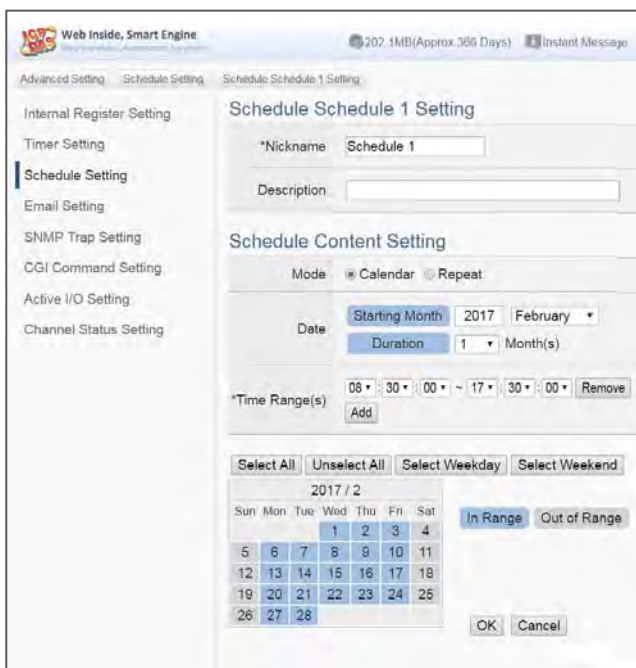 Web Inside, Smart Engine
202.1MB(Approx.366 Days) Instant Message
Advanced Setting Schedule Setting Schedule Schedule 1 Setting
Internal Register Setting
Timer Setting
Schedule Setting
Email Setting
SNMP Trap Setting
CGI Command Setting
Active I/O Setting
Channel Status Setting
Schedule Schedule 1 Setting
*Nickname Schedule 1
Description
Schedule Content Setting
Mode Calendar Repeat
Date
Starting Month 2017 February
Duration 1 Month(s)
*Time Range(s)
08 : 30 : 00 ~ 17 : 30 : 00 Remove
Add
Select All Unselect All Select Weekday Select Weekend
2017 / 2
Sun Mon Tue Wed Thu Fri Sat
1 2 3 4
5 6 7 8 9 10 11
12 13 14 15 16 17 18
19 20 21 22 23 24 25
26 27 28
In Range Out of Range
OK Cancel